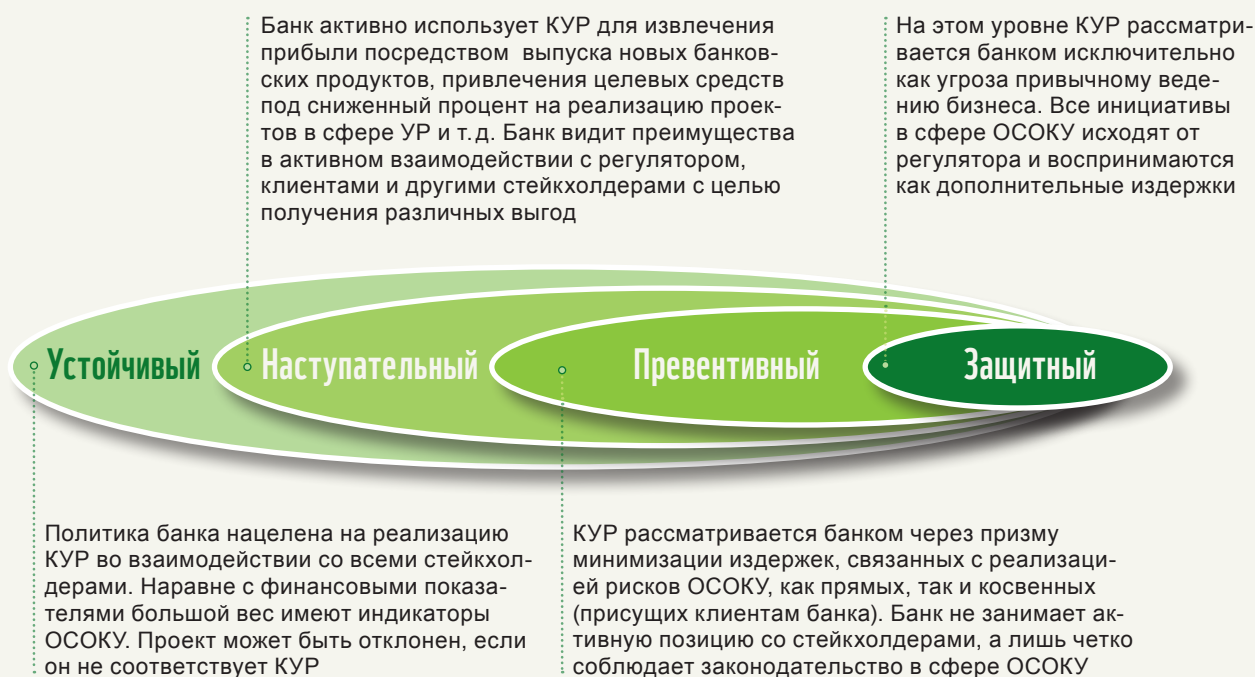 Банк активно использует КУР для извлечения
прибыли посредством выпуска новых банков-
ских продуктов, привлечения целевых средств
под сниженный процент на реализацию проек-
тов в сфере УР и т. д. Банк видит преимущества
в активном взаимодействии с регулятором,
клиентами и другими стейкхолдерами с целью
получения различных выгод
На этом уровне КУР рассматри-
вается банком исключительно
как угроза привычному веде-
нию бизнеса. Все инициативы
в сфере ОСОКУ исходят от
регулятора и воспринимаются
как дополнительные издержки
Устойчивый Наступательный Превентивный Защитный
Политика банка нацелена на реализацию
КУР во взаимодействии со всеми стейкхол-
дерами. Наравне с финансовыми показа-
телями большой вес имеют индикаторы
ОСОКУ. Проект может быть отклонен, если
он не соответствует КУР
КУР рассматривается банком через призму
минимизации издержек, связанных с реализаци-
ей рисков ОСОКУ, как прямых, так и косвенных
(присущих клиентам банка). Банк не занимает ак-
тивную позицию со стейкхолдерами, а лишь четко
соблюдает законодательство в сфере ОСОКУ